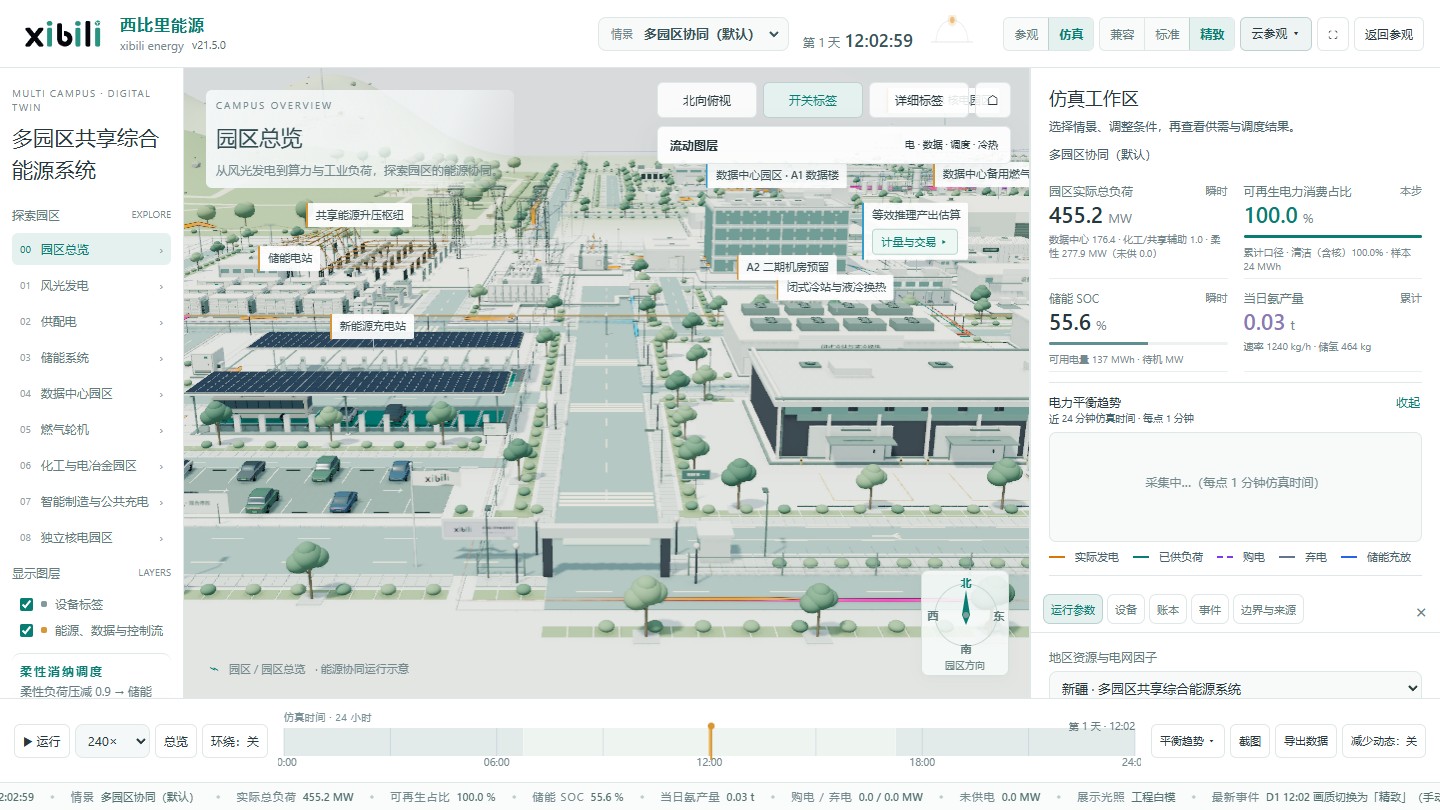 xibili
西比里能源
xibili energy v21.5.0
情景 多园区协同（默认）
第 1 天 12:02:59
参观 仿真
兼容 标准 精致
云参观
返回参观
MULTI CAMPUS · DIGITAL TWIN
多园区共享综合
能源系统
探索园区 EXPLORE
00 园区总览 ›
01 风光发电 ›
02 供配电 ›
03 储能系统 ›
04 数据中心园区 ›
05 燃气轮机 ›
06 化工与电冶金园区 ›
07 智能制造与公共充电 ›
08 独立核电园区 ›
显示图层 LAYERS
设备标签
能源、数据与控制流
柔性消纳调度
柔性负荷压减 0.9 → 储能
CAMPUS OVERVIEW
园区总览
从风光发电到算力与工业负荷，探索园区的能源协同。
北向俯视 开关标签 详细标签
流动图层 电 · 数据 · 调度 · 冷热
数据中心园区 · A1 数据楼
数据中心备用燃气
共享能源升压枢纽
等效推理产出估算
计量与交易 ▸
储能电站
A2 二期机房预留
闭式冷站与液冷换热
新能源充电站
xibili
xibili
北
西 东
南
园区方向
园区 / 园区总览 · 能源协同运行示意
仿真工作区
选择情景、调整条件，再查看供需与调度结果。
多园区协同（默认）
园区实际总负荷 瞬时
455.2 MW
数据中心 176.4 · 化工/共享辅助 1.0 · 柔
性 277.9 MW（未供 0.0）
可再生电力消费占比 本步
100.0 %
累计口径 · 清洁（含核）100.0% · 样本
24 MWh
储能 SOC 瞬时
55.6 %
可用电量 137 MWh · 待机 MW
当日氨产量 累计
0.03 t
速率 1240 kg/h · 储氢 464 kg
电力平衡趋势 收起
近 24 分钟仿真时间 · 每点 1 分钟
采集中…（每点 1 分钟仿真时间）
实际发电 已供负荷 购电 弃电 储能充放
运行参数 设备 账本 事件 边界与来源 ×
地区资源与电网因子
新疆 · 多园区共享综合能源系统
▶ 运行 240× 总览 环绕：关
仿真时间 · 24 小时 第 1 天 · 12:02
0:00 06:00 12:00 18:00 24:0
平衡趋势 截图 导出数据 减少动态：关
2:02:59 • 情景 多园区协同（默认） • 实际总负荷 455.2 MW • 可再生占比 100.0 % • 储能 SOC 55.6 % • 当日氨产量 0.03 t • 购电 / 弃电 0.0 / 0.0 MW • 未供电 0.0 MW • 展示光照 工程白模 • 最新事件 D1 12:02 画质切换为「精致」（手动